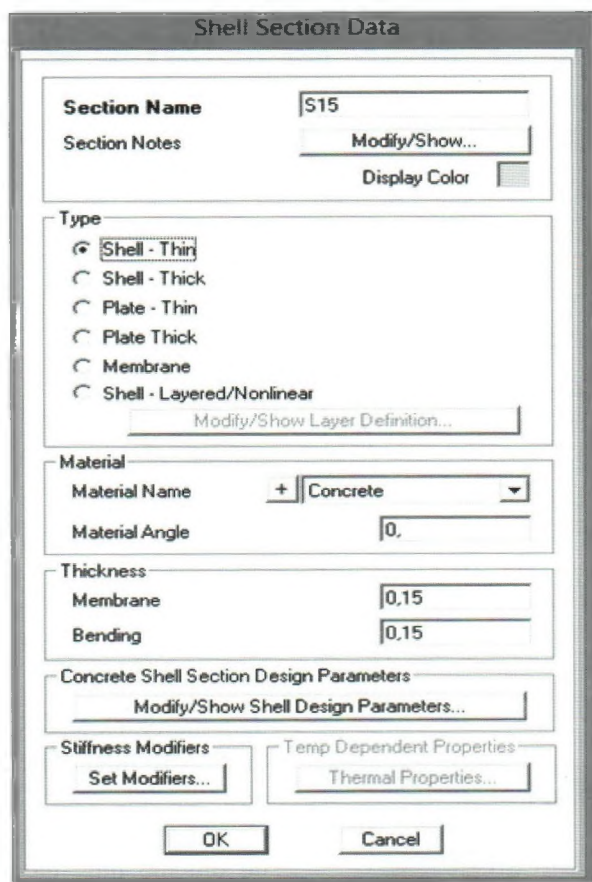 Shell Section Data
Section Name S15
Section Notes Modify/Show...
Display Color
Type
Shell - Thin
Shell - Thick
Plate - Thin
Plate Thick
Membrane
Shell - Layered/Nonlinear
Modify/Show Layer Definition...
Material
Material Name + Concrete
Material Angle 0,
Thickness
Membrane 0,15
Bending 0,15
Concrete Shell Section Design Parameters
Modify/Show Shell Design Parameters...
Stiffness Modifiers Temp Dependent Properties
Set Modifiers... Thermal Properties...
OK Cancel